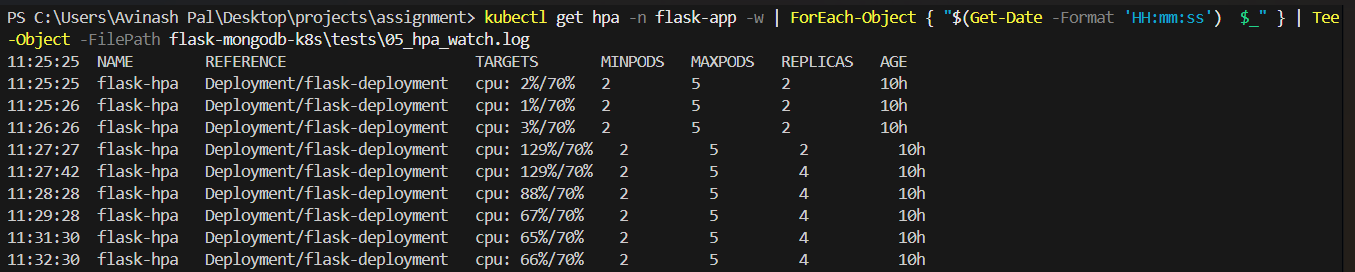 PS C:\Users\Avinash Pal\Desktop\projects\assignment> kubectl get hpa -n flask-app -w | ForEach-Object { "$(Get-Date -Format 'HH:mm:ss')  $_" } | Tee
-Object -FilePath flask-mongodb-k8s\tests\05_hpa_watch.log
11:25:25  NAME        REFERENCE                     TARGETS        MINPODS   MAXPODS   REPLICAS   AGE
11:25:25  flask-hpa   Deployment/flask-deployment   cpu: 2%/70%   2         5         2          10h
11:25:26  flask-hpa   Deployment/flask-deployment   cpu: 1%/70%   2         5         2          10h
11:26:26  flask-hpa   Deployment/flask-deployment   cpu: 3%/70%   2         5         2          10h
11:27:27  flask-hpa   Deployment/flask-deployment   cpu: 129%/70%   2         5         2          10h
11:27:42  flask-hpa   Deployment/flask-deployment   cpu: 129%/70%   2         5         4          10h
11:28:28  flask-hpa   Deployment/flask-deployment   cpu: 88%/70%    2         5         4          10h
11:29:28  flask-hpa   Deployment/flask-deployment   cpu: 67%/70%    2         5         4          10h
11:31:30  flask-hpa   Deployment/flask-deployment   cpu: 65%/70%    2         5         4          10h
11:32:30  flask-hpa   Deployment/flask-deployment   cpu: 66%/70%    2         5         4          10h